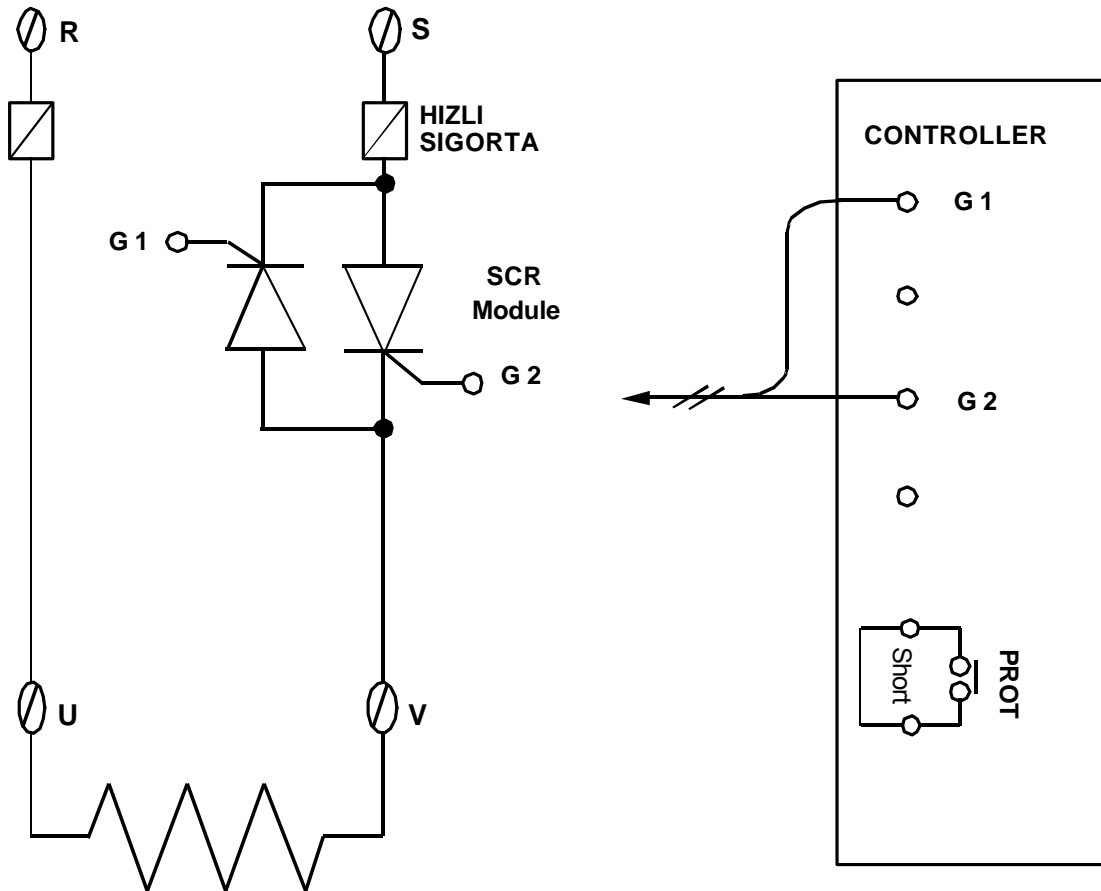 R
S
HIZLI
SIGORTA
CONTROLLER
G 1
G 1
SCR
Module
G 2
G 2
Short
PROT
U
V